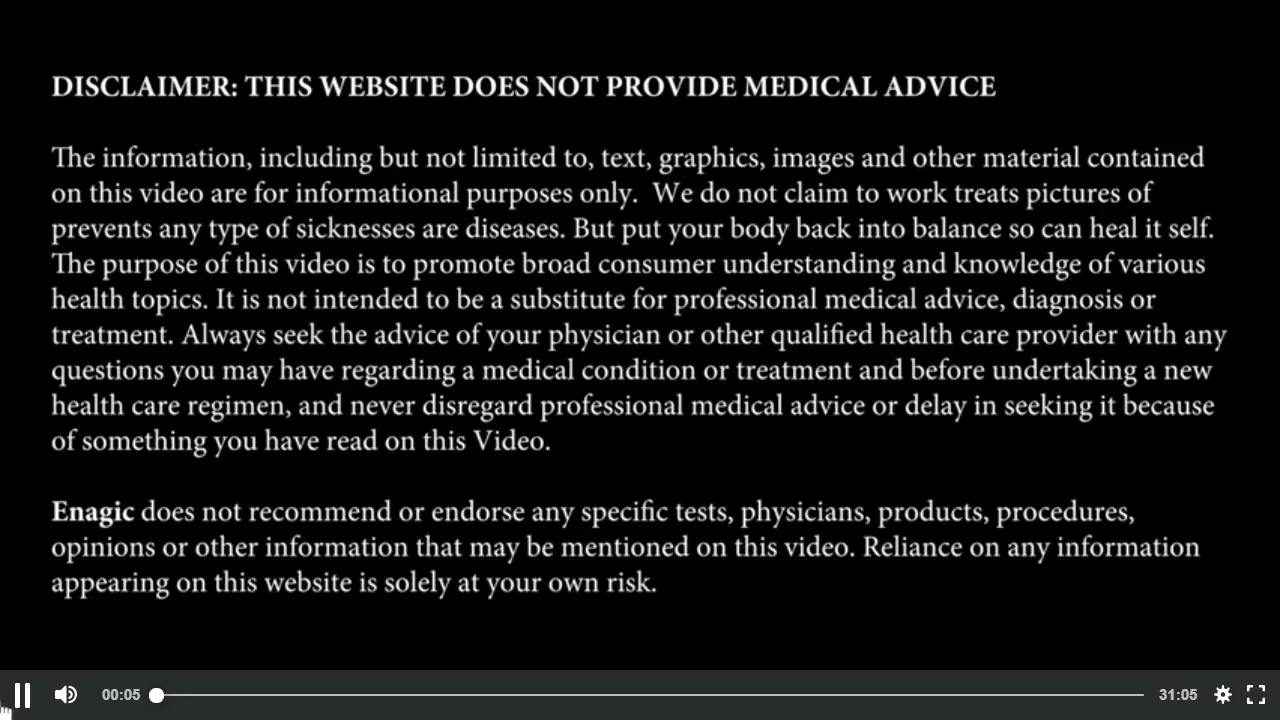 DISCLAIMER: THIS WEBSITE DOES NOT PROVIDE MEDICAL ADVICE
The information, including but not limited to, text, graphics, images and other material contained
on this video are for informational purposes only.  We do not claim to work treats pictures of
prevents any type of sicknesses are diseases. But put your body back into balance so can heal it self.
The purpose of this video is to promote broad consumer understanding and knowledge of various
health topics. It is not intended to be a substitute for professional medical advice, diagnosis or
treatment. Always seek the advice of your physician or other qualified health care provider with any
questions you may have regarding a medical condition or treatment and before undertaking a new
health care regimen, and never disregard professional medical advice or delay in seeking it because
of something you have read on this Video.
Enagic does not recommend or endorse any specific tests, physicians, products, procedures,
opinions or other information that may be mentioned on this video. Reliance on any information
appearing on this website is solely at your own risk.
00:05 31:05